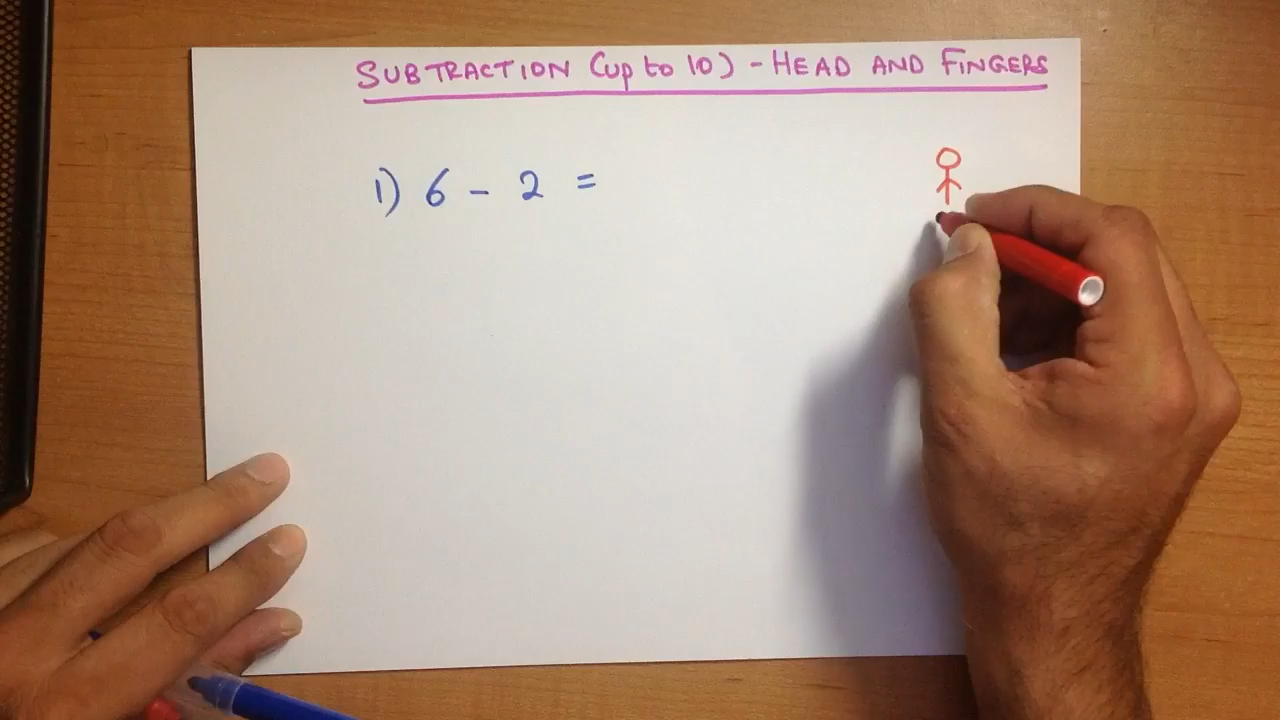 SUBTRACTION (up to 10) - HEAD AND FINGERS
1) 6 - 2 =